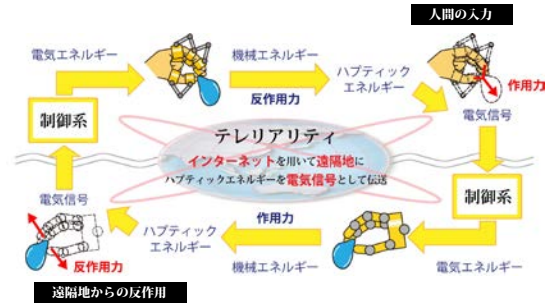 人間の入力
電気エネルギー
機械エネルギー
反作用力
ハプティック
エネルギー
作用力
電気信号
制御系
テレリアリティ
インターネットを用いて遠隔地に
ハプティックエネルギーを電気信号として伝送
制御系
電気信号
反作用力
ハプティック
エネルギー
作用力
機械エネルギー
電気エネルギー
遠隔地からの反作用